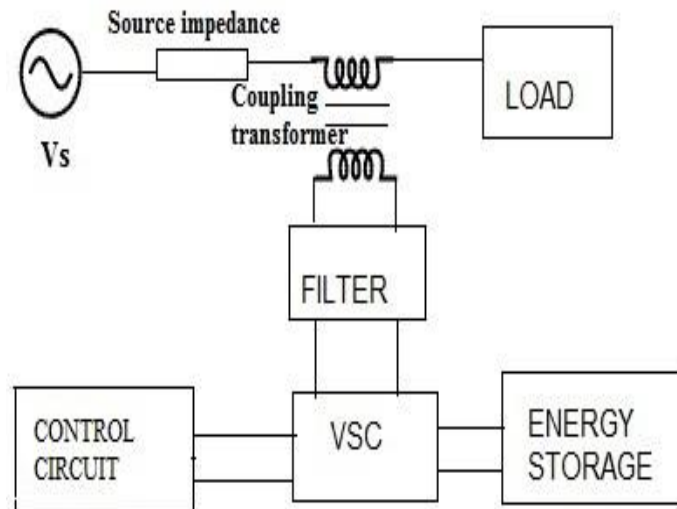 Source impedance
LOAD
Coupling
transformer
Vs
FILTER
CONTROL
CIRCUIT
VSC
ENERGY
STORAGE